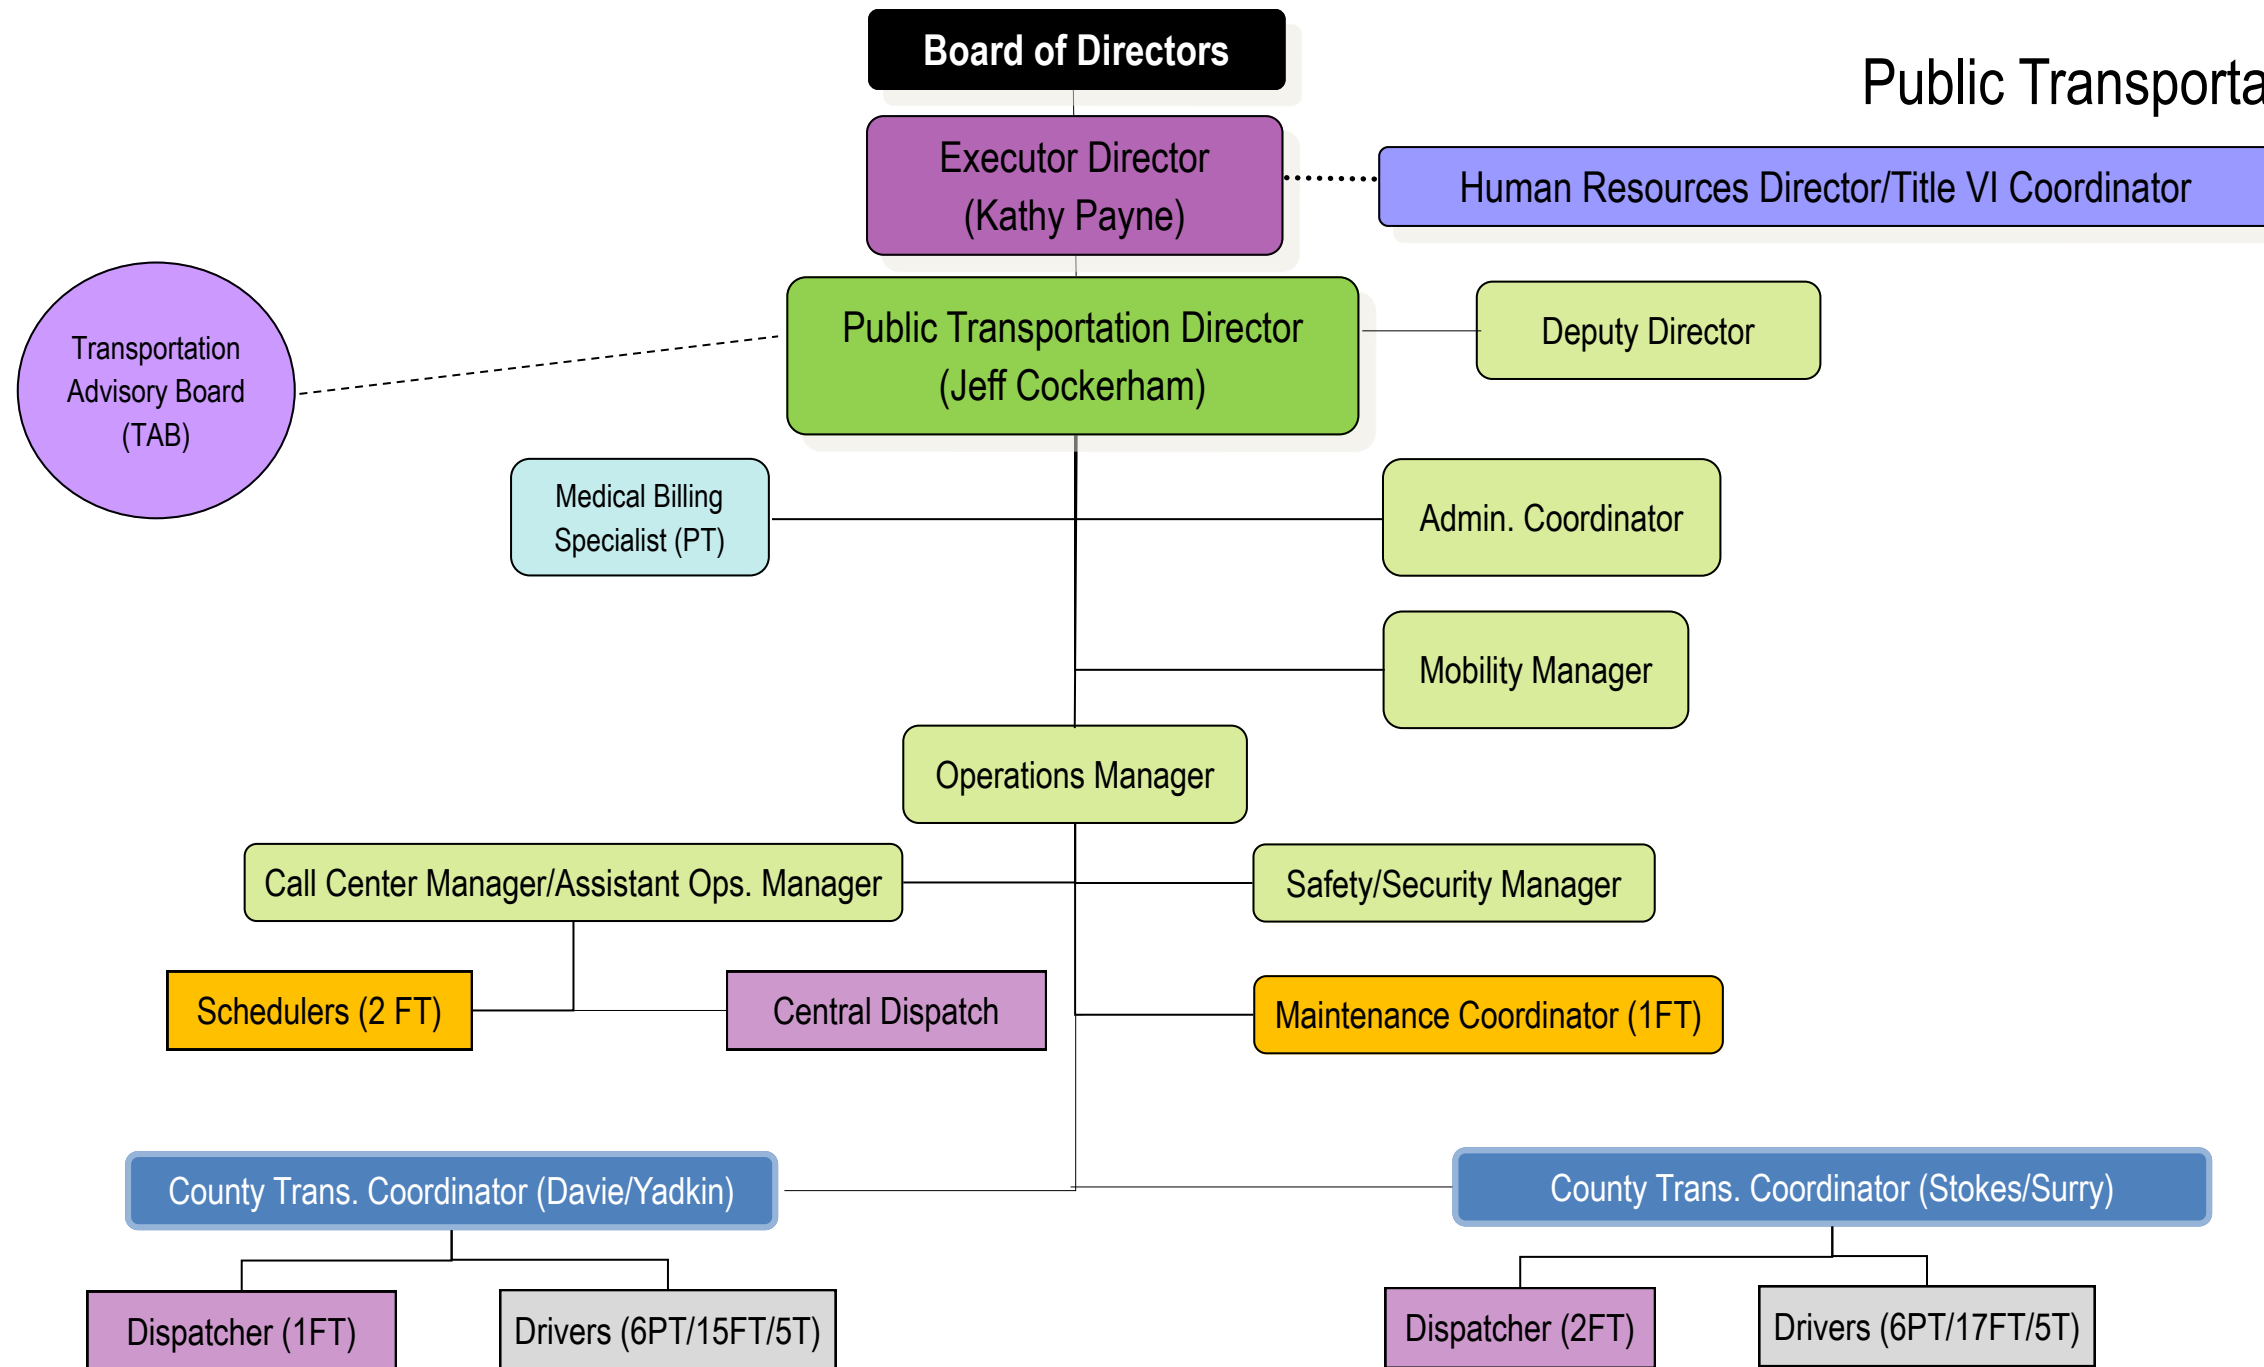 Board of Directors
Public Transporta
Executor Director
(Kathy Payne)
Human Resources Director/Title VI Coordinator
Transportation
Advisory Board
(TAB)
Public Transportation Director
(Jeff Cockerham)
Deputy Director
Medical Billing
Specialist (PT)
Admin. Coordinator
Mobility Manager
Operations Manager
Call Center Manager/Assistant Ops. Manager
Safety/Security Manager
Schedulers (2 FT)
Central Dispatch
Maintenance Coordinator (1FT)
County Trans. Coordinator (Davie/Yadkin)
County Trans. Coordinator (Stokes/Surry)
Dispatcher (1FT)
Drivers (6PT/15FT/5T)
Dispatcher (2FT)
Drivers (6PT/17FT/5T)